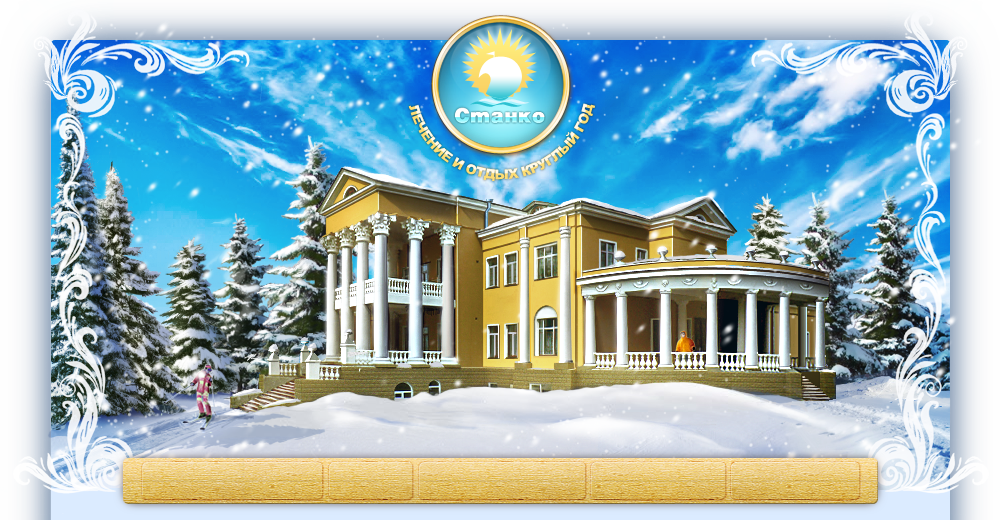 Станко
ЛЕЧЕНИЕ И ОТДЫХ КРУГЛЫЙ ГОД